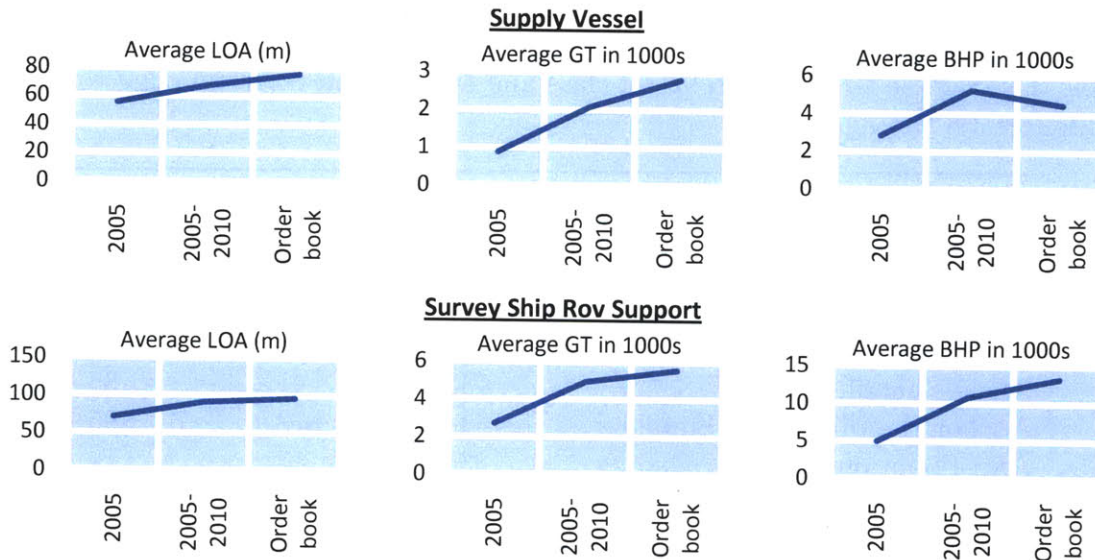 Supply Vessel
Average LOA (m)
80
60
40
20
0
2005
2005-
2010
Order
book
Average GT in 1000s
3
2
1
0
2005
2005-
2010
Order
book
Average BHP in 1000s
6
4
2
0
2005
2005-
2010
Order
book
Survey Ship Rov Support
Average LOA (m)
150
100
50
0
2005
2005-
2010
Order
book
Average GT in 1000s
6
4
2
0
2005
2005-
2010
Order
book
Average BHP in 1000s
15
10
5
0
2005
2005-
2010
Order
book